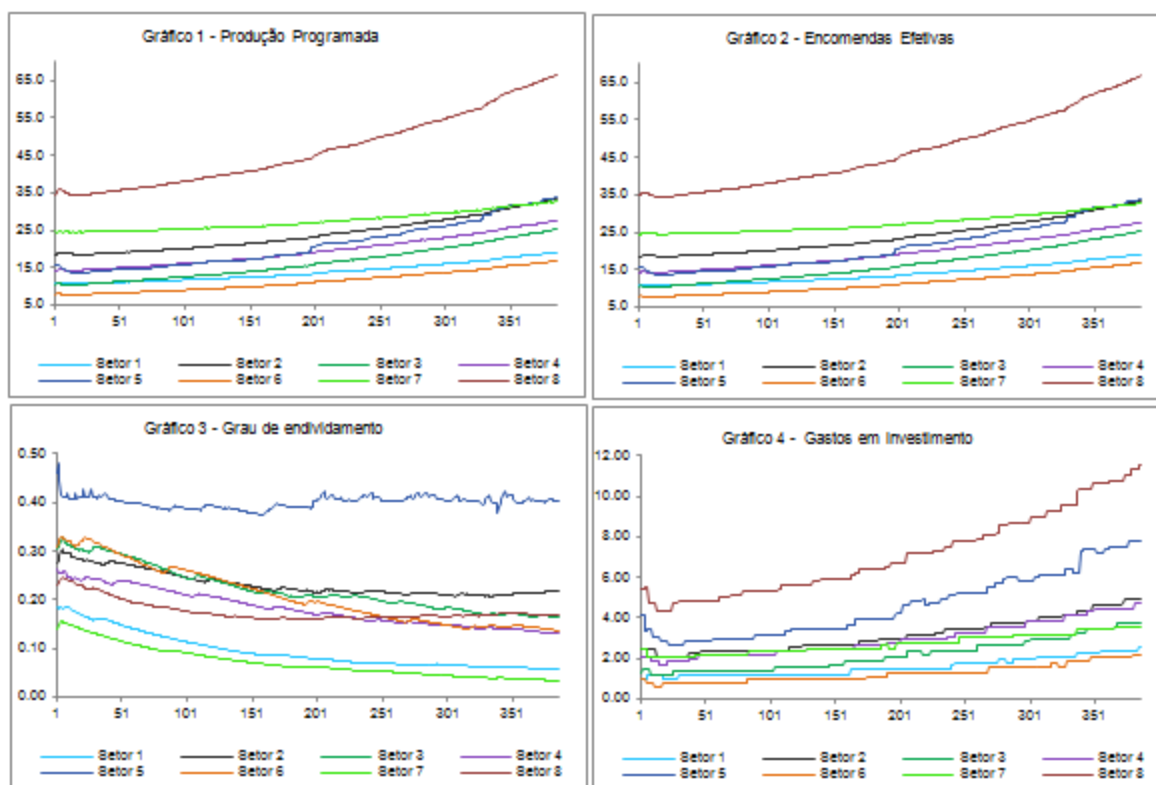 Gráfico 1 - Produção Programada
65.0
55.0
45.0
35.0
25.0
15.0
5.0
1 51 101 151 201 251 301 351
Setor 1 Setor 2 Setor 3 Setor 4
Setor 5 Setor 6 Setor 7 Setor 8
Gráfico 2 - Encomendas Efetivas
65.0
55.0
45.0
35.0
25.0
15.0
5.0
1 51 101 151 201 251 301 351
Setor 1 Setor 2 Setor 3 Setor 4
Setor 5 Setor 6 Setor 7 Setor 8
Gráfico 3 - Grau de endividamento
0.50
0.40
0.30
0.20
0.10
0.00
1 51 101 151 201 251 301 351
Setor 1 Setor 2 Setor 3 Setor 4
Setor 5 Setor 6 Setor 7 Setor 8
Gráfico 4 - Gastos em Investimento
12.00
10.00
8.00
6.00
4.00
2.00
0.00
1 51 101 151 201 251 301 351
Setor 1 Setor 2 Setor 3 Setor 4
Setor 5 Setor 6 Setor 7 Setor 8